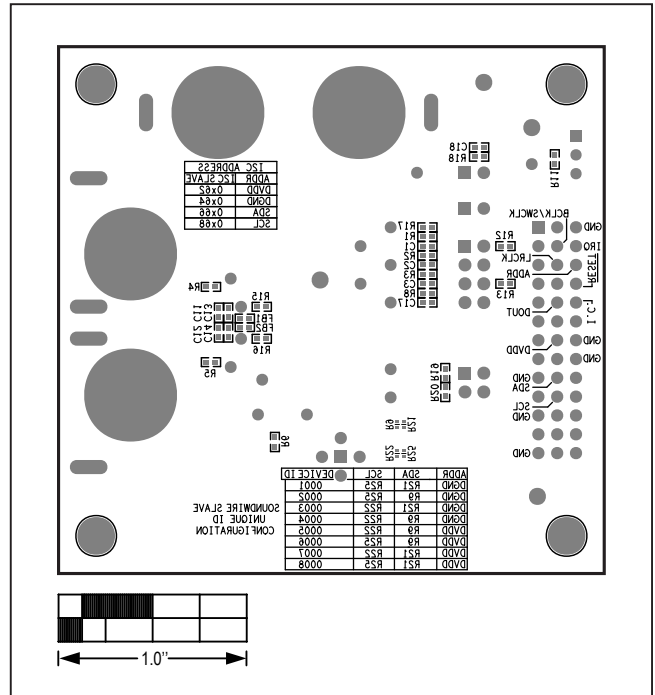 C18
R18
R11
I2C ADDRESS
ADDR I2C SLAVE
DVDD 0x62
DGND 0x64
SDA 0x66
SCL 0x68
BCLK/SWCLK
GND
IRQ
LRCLK
RESET
ADDR
I.C.
DOUT
DVDD
GND
GND
GND
SDA
SCL
GND
GND
R17
R1
C1
R2
C2
R3
C3
R8
C17
R12
R13
R4
R15
C11
C13
FB1
FB2
C12
C14
R16
R5
R19
R20
R6
R9
R21
R22
R25
ADDR SDA SCL DEVICE ID
DGND R21 R25 0001
DGND R9 R25 0002
DGND R21 R22 0003
DGND R9 R22 0004
DVDD R9 R22 0005
DVDD R9 R25 0006
DVDD R21 R22 0007
DVDD R21 R25 0008
SOUNDWIRE SLAVE
UNIQUE ID
CONFIGURATION
1.0"